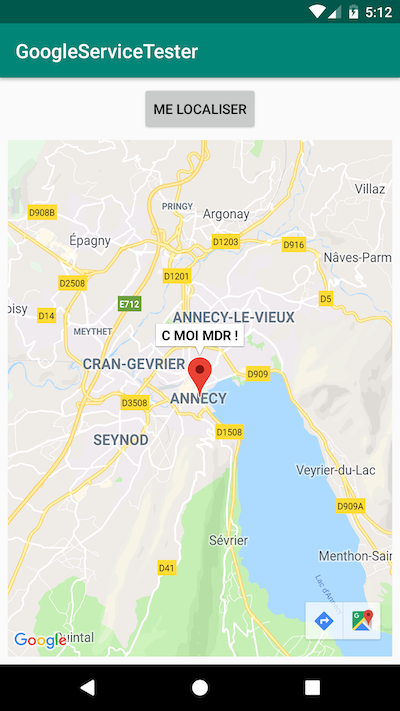 5:12
GoogleServiceTester
ME LOCALISER
Villaz
PRINGY
D908B
Argonay
Épagny
D1203
D916
Nâves-Parm
D1201
D2508
oisy
E712
D5
D14
ANNECY-LE-VIEUX
MEYTHET
C MOI MDR !
CRAN-GEVRIER
D909
ANNECY
D3508
D1508
SEYNOD
Veyrier-du-Lac
D909A
Sévrier
Menthon-Sain
D41
Lac d'Annecy
G
Google
Quintal